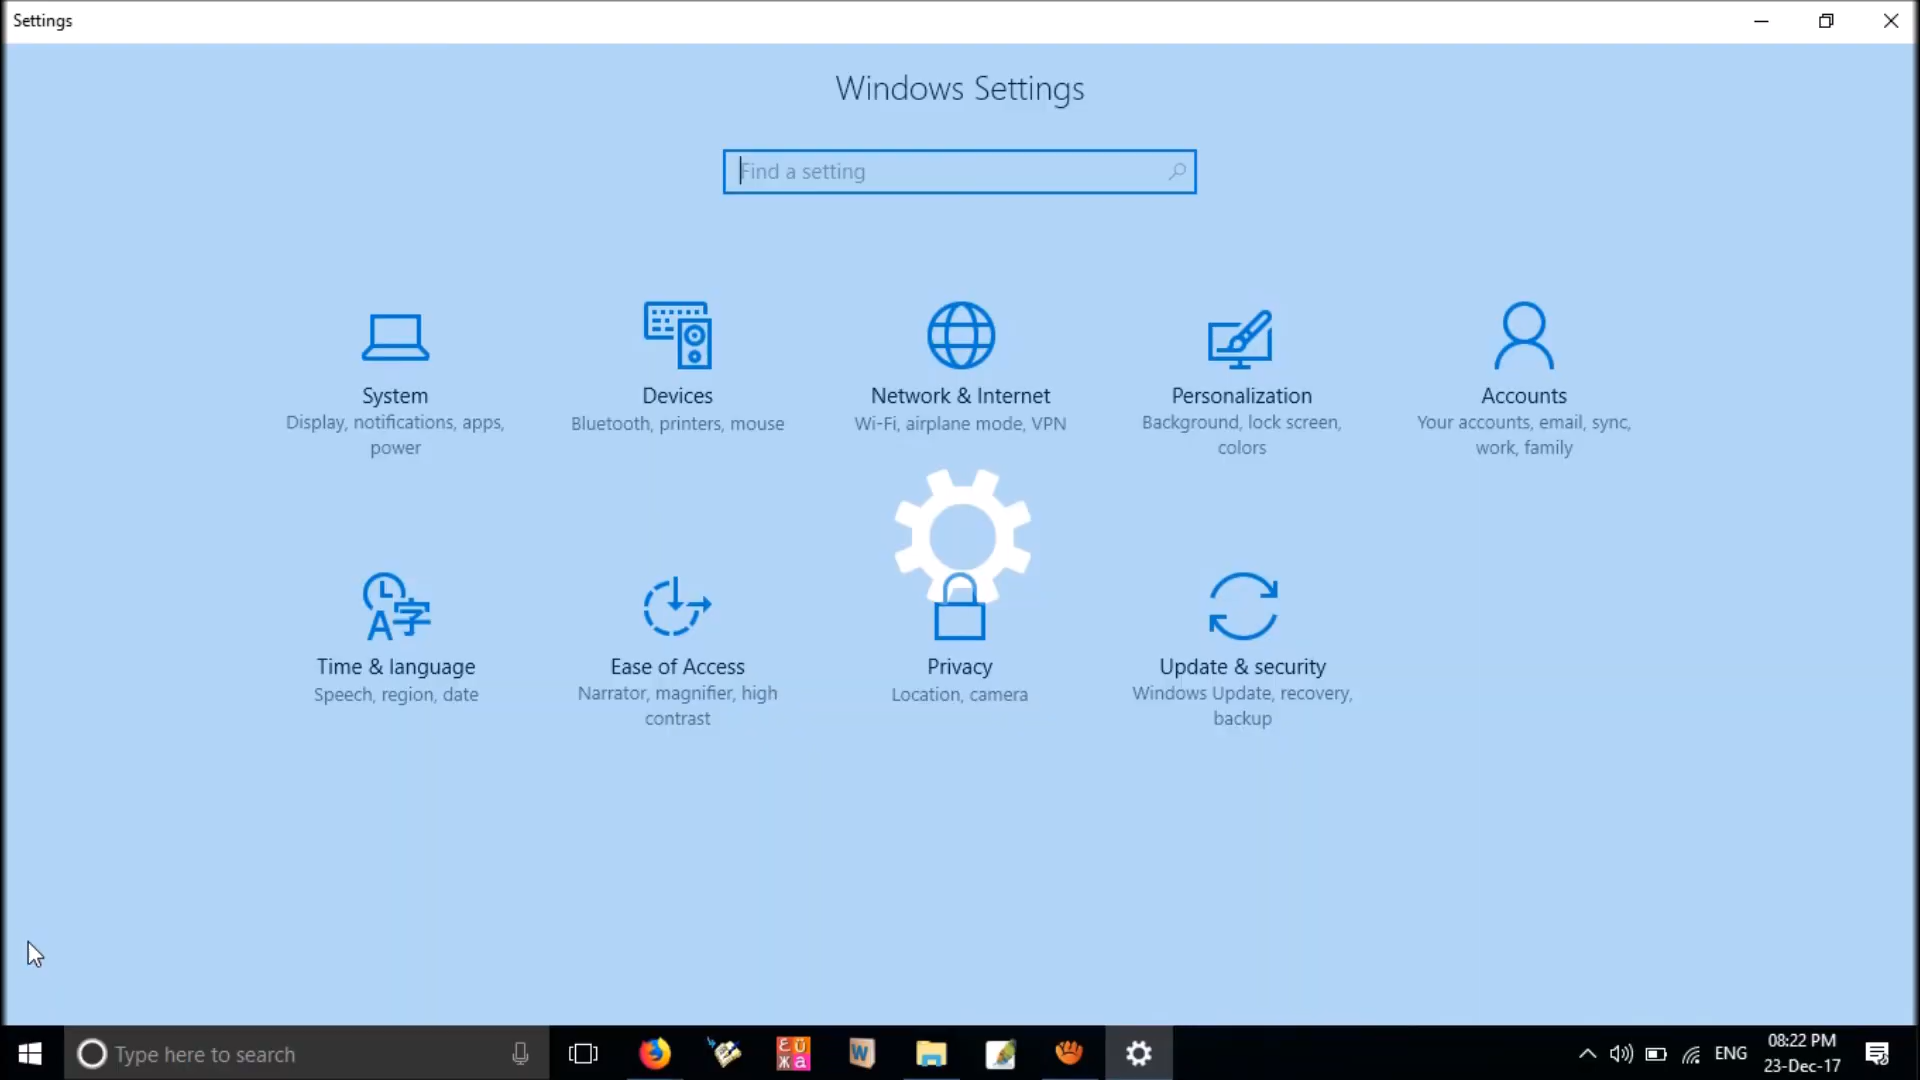 Settings
Windows Settings
Find a setting
System
Display, notifications, apps,
power
Devices
Bluetooth, printers, mouse
Network & Internet
Wi-Fi, airplane mode, VPN
Personalization
Background, lock screen,
colors
Accounts
Your accounts, email, sync,
work, family
Time & language
Speech, region, date
Ease of Access
Narrator, magnifier, high
contrast
Privacy
Location, camera
Update & security
Windows Update, recovery,
backup
Type here to search
ENG
08:22 PM
23-Dec-17